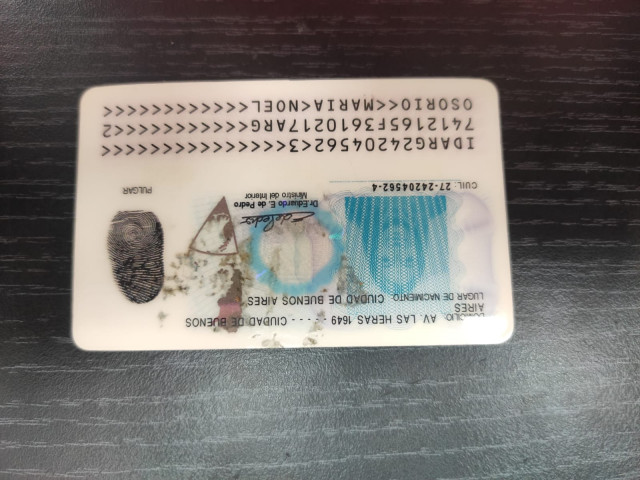 DOMICILIO AV. LAS HERAS 1649 - - - - CIUDAD DE BUENOS
AIRES
LUGAR DE NACIMIENTO CIUDAD DE BUENOS AIRES
Dr. Eduardo E. de Pedro
Ministro del Interior
PULGAR
CUIL: 27-24204562-4
IDARG24204562<3<<<<<<<<<<<<<<<
7412165F3610217ARG<<<<<<<<<<<2
OSORIO<<MARIA<NOEL<<<<<<<<<<<<